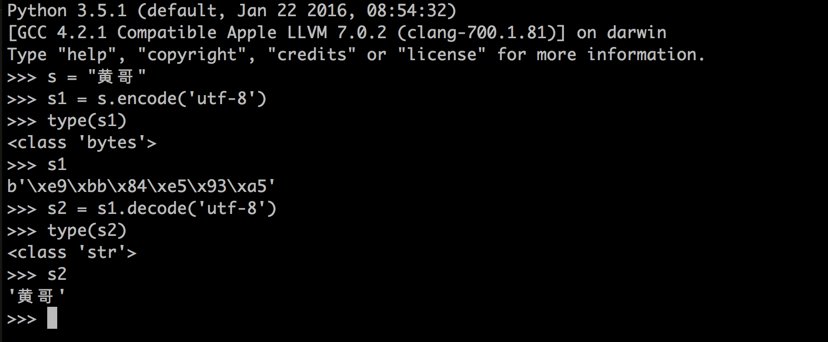 Python 3.5.1 (default, Jan 22 2016, 08:54:32)
[GCC 4.2.1 Compatible Apple LLVM 7.0.2 (clang-700.1.81)] on darwin
Type "help", "copyright", "credits" or "license" for more information.
>>> s = "黄哥"
>>> s1 = s.encode('utf-8')
>>> type(s1)
<class 'bytes'>
>>> s1
b'\xe9\xbb\x84\xe5\x93\xa5'
>>> s2 = s1.decode('utf-8')
>>> type(s2)
<class 'str'>
>>> s2
'黄哥'
>>>